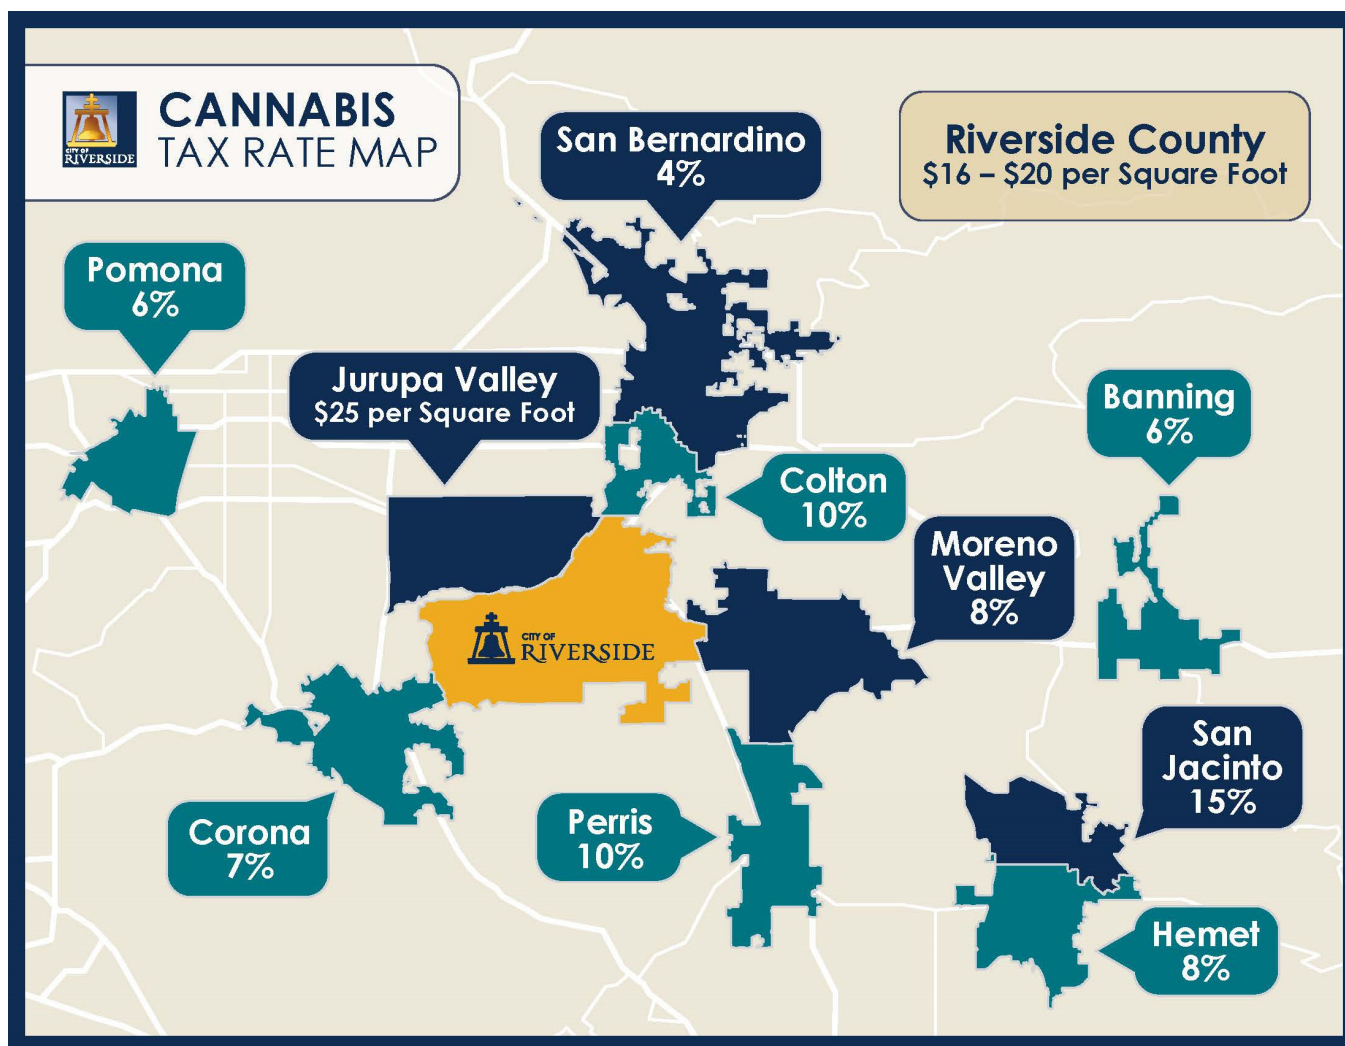 CITY OF
RIVERSIDE
CANNABIS
TAX RATE MAP
San Bernardino
4%
Riverside County
$16 – $20 per Square Foot
Pomona
6%
Jurupa Valley
$25 per Square Foot
Banning
6%
Colton
10%
Moreno
Valley
8%
CITY OF
RIVERSIDE
San
Jacinto
15%
Corona
7%
Perris
10%
Hemet
8%